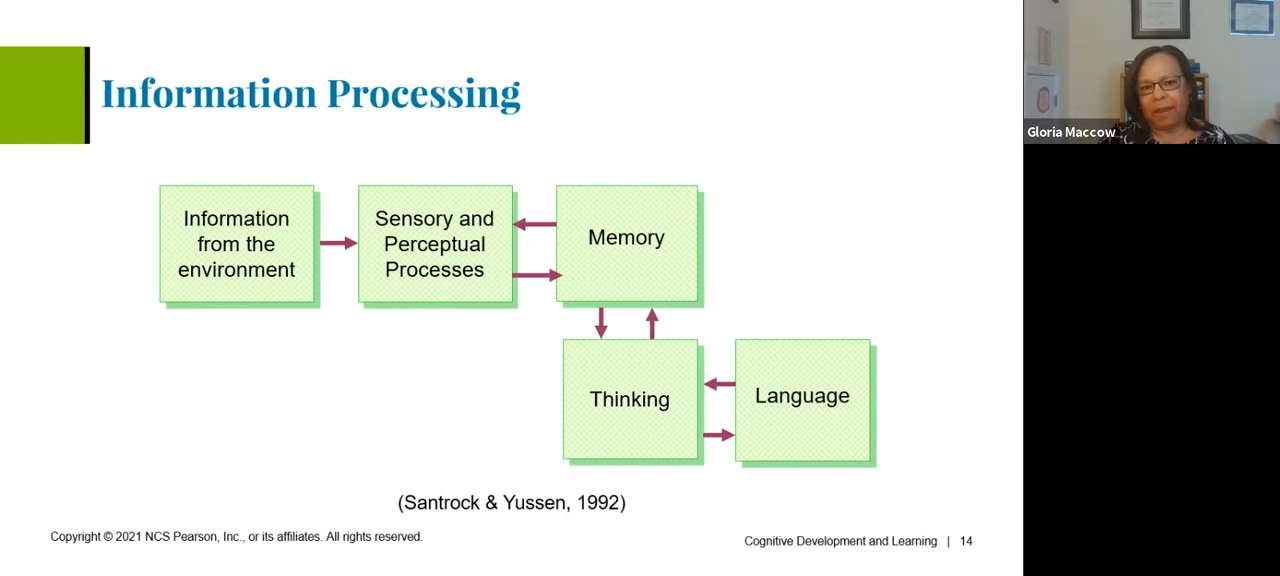 Information Processing
Gloria Maccow
Information
from the
environment
Sensory and
Perceptual
Processes
Memory
Thinking
Language
(Santrock & Yussen, 1992)
Copyright © 2021 NCS Pearson, Inc., or its affiliates. All rights reserved.
Cognitive Development and Learning | 14